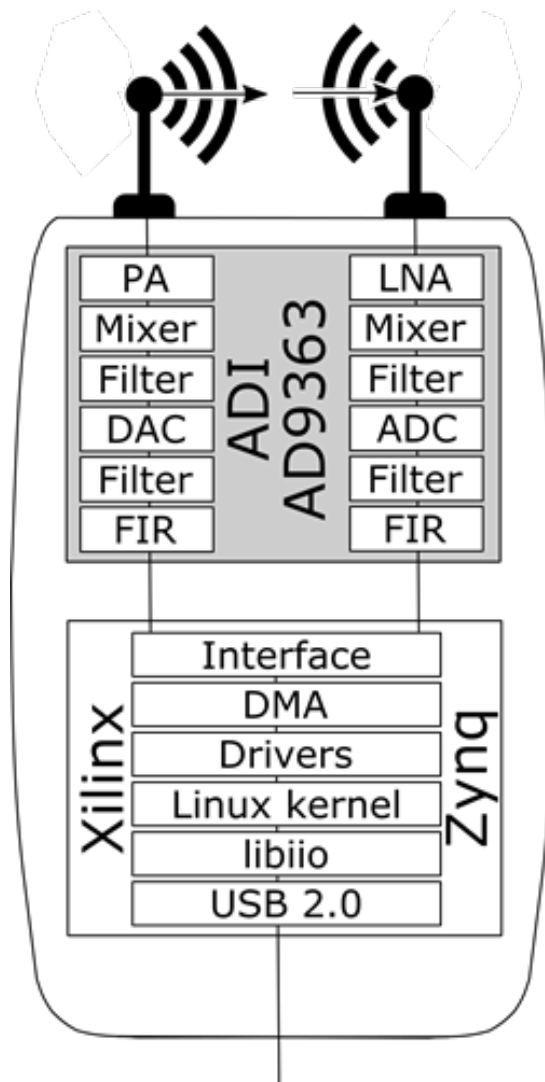 PA
Mixer
Filter
DAC
Filter
FIR
ADI
AD9363
LNA
Mixer
Filter
ADC
Filter
FIR
Xilinx
Interface
DMA
Drivers
Linux kernel
libiio
USB 2.0
Zynq